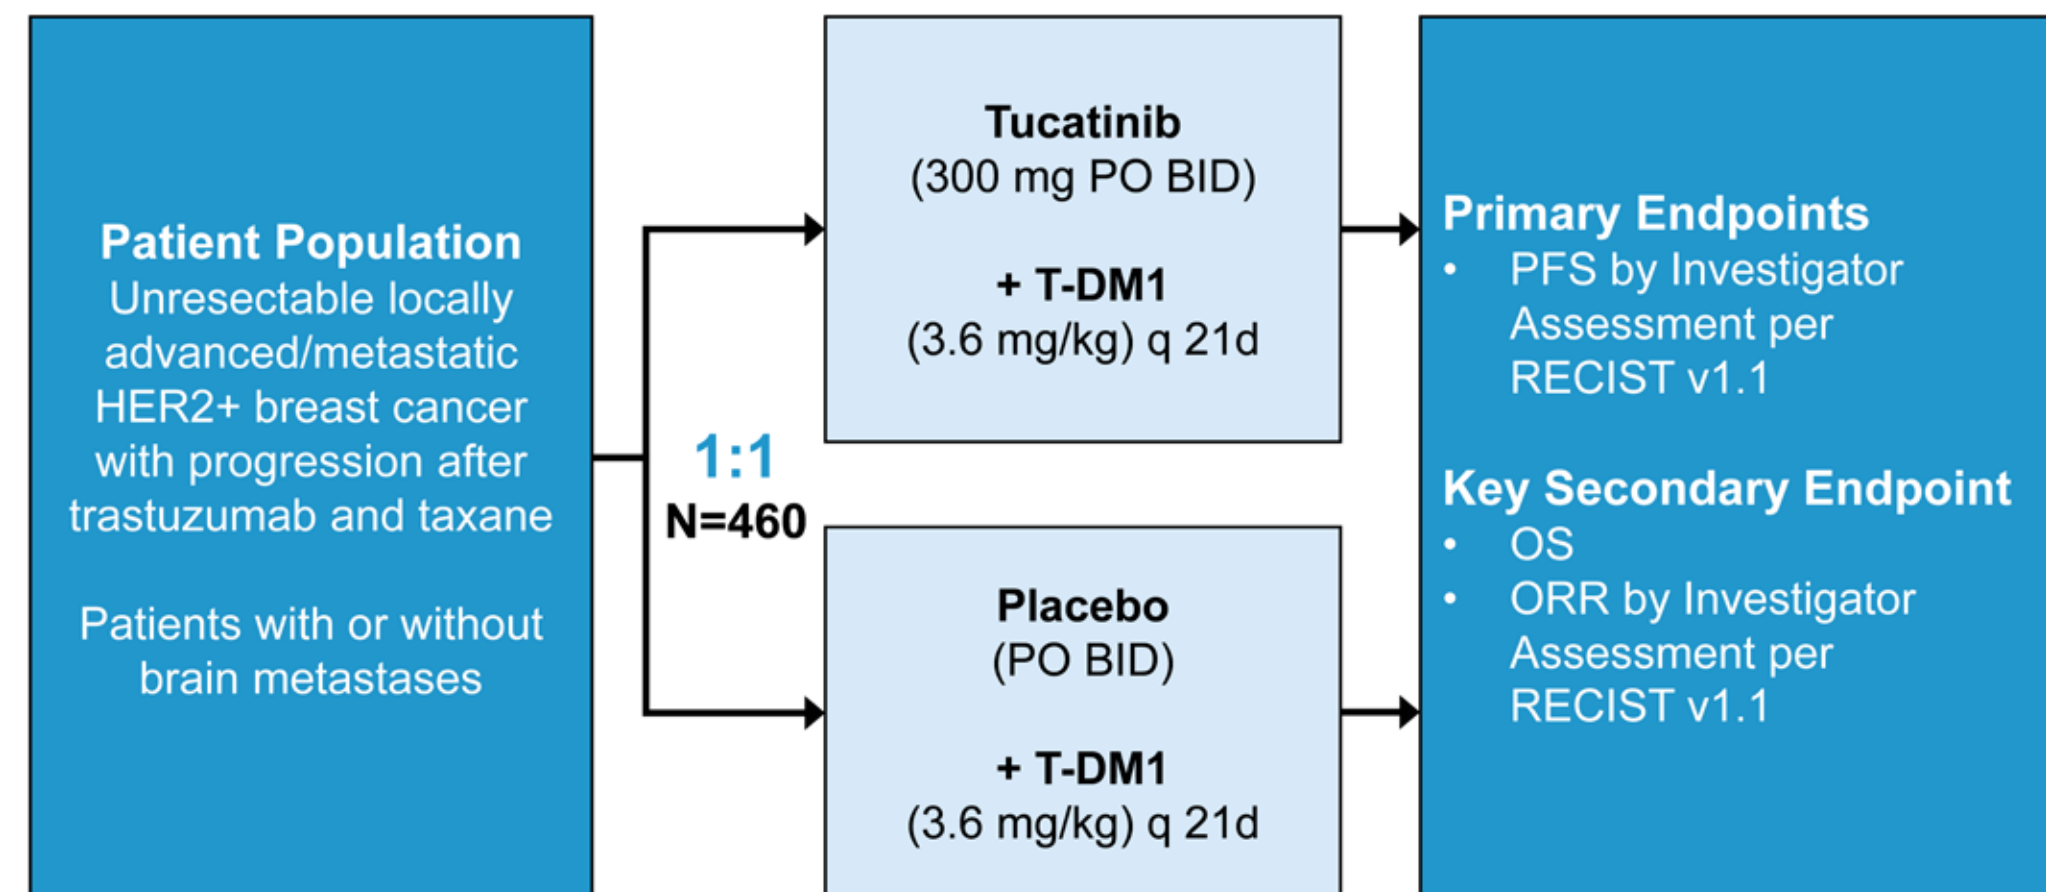 Patient Population
Unresectable locally
advanced/metastatic
HER2+ breast cancer
with progression after
trastuzumab and taxane
Patients with or without
brain metastases
1:1
N=460
Tucatinib
(300 mg PO BID)
+ T-DM1
(3.6 mg/kg) q 21d
Placebo
(PO BID)
+ T-DM1
(3.6 mg/kg) q 21d
Primary Endpoints
• PFS by Investigator
Assessment per
RECIST v1.1
Key Secondary Endpoint
• OS
• ORR by Investigator
Assessment per
RECIST v1.1